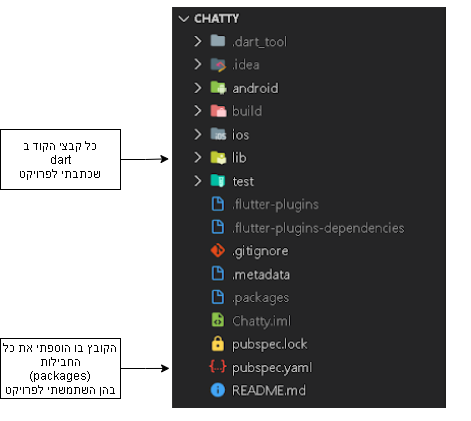 CHATTY
.dart_tool
.idea
android
build
ios
lib
test
.flutter-plugins
.flutter-plugins-dependencies
.gitignore
.metadata
.packages
Chatty.iml
pubspec.lock
pubspec.yaml
README.md
כל קבצי הקוד ב
dart
שכתבתי לפרויקט
הקובץ בו הוספתי את כל
החבילות
(packages)
בהן השתמשתי לפרויקט